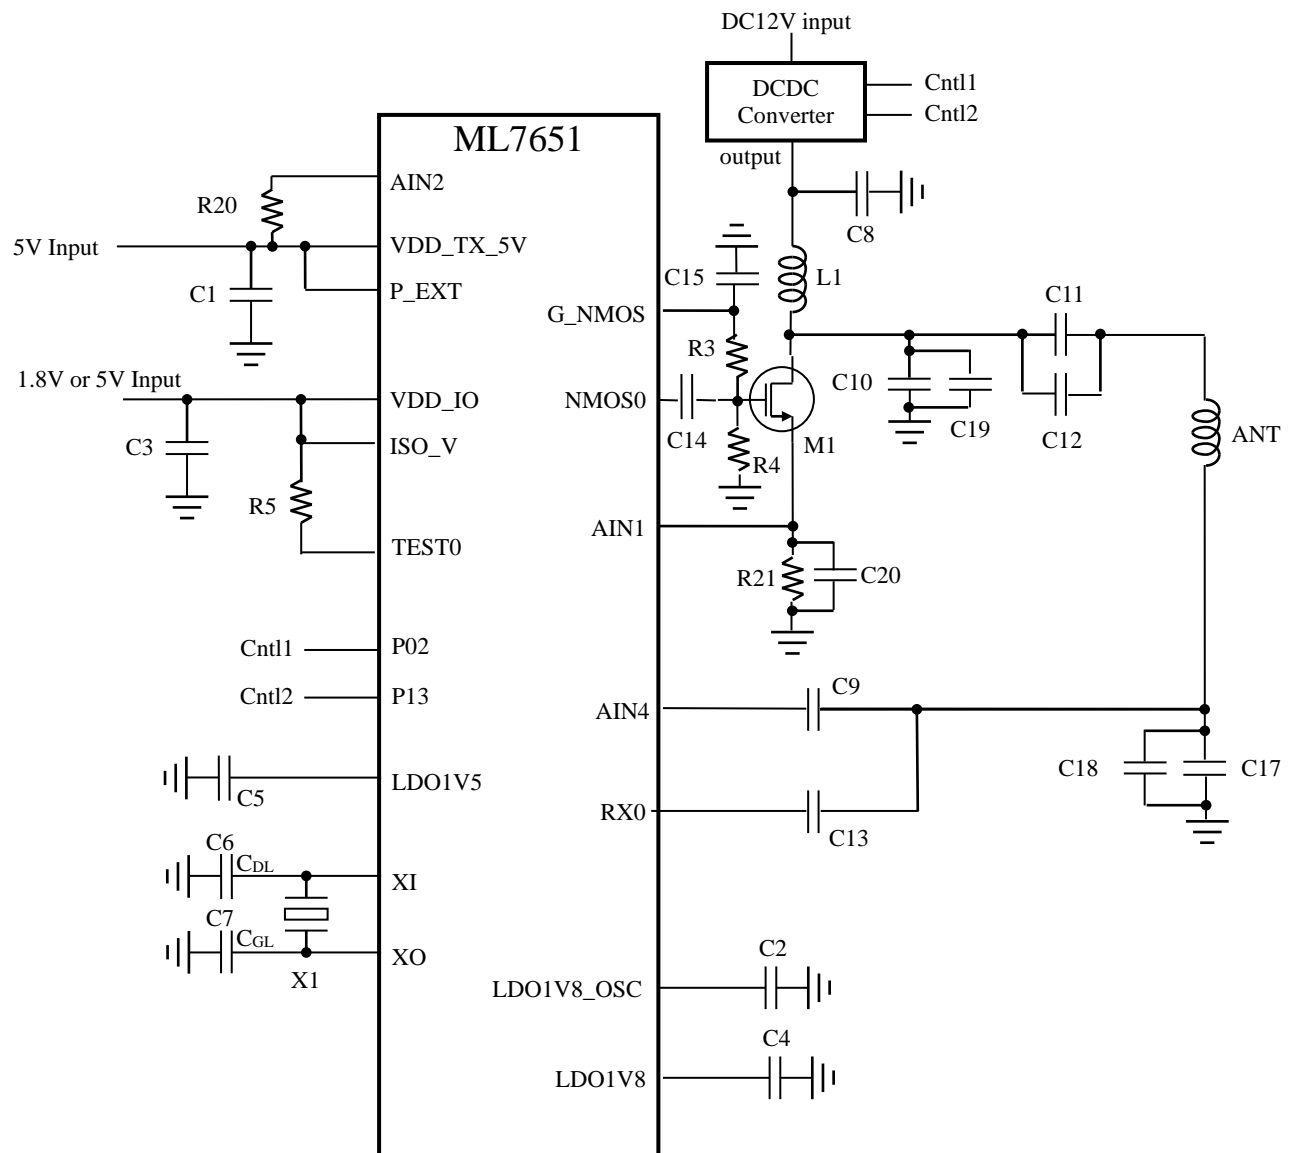 DC12V input
DCDC
Converter
Cntl1
Cntl2
output
ML7651
AIN2
R20
C8
5V Input
VDD_TX_5V
C15
L1
C1
P_EXT
C11
G_NMOS
R3
1.8V or 5V Input
C10
VDD_IO
NMOS0
C19
C12
ANT
C3
ISO_V
C14
R4
M1
R5
AIN1
TEST0
R21
C20
Cntl1
P02
C9
Cntl2
P13
AIN4
C18
C17
LDO1V5
C5
RX0
C13
C6
CDL
XI
C7
CGL
XO
C2
X1
LDO1V8_OSC
C4
LDO1V8